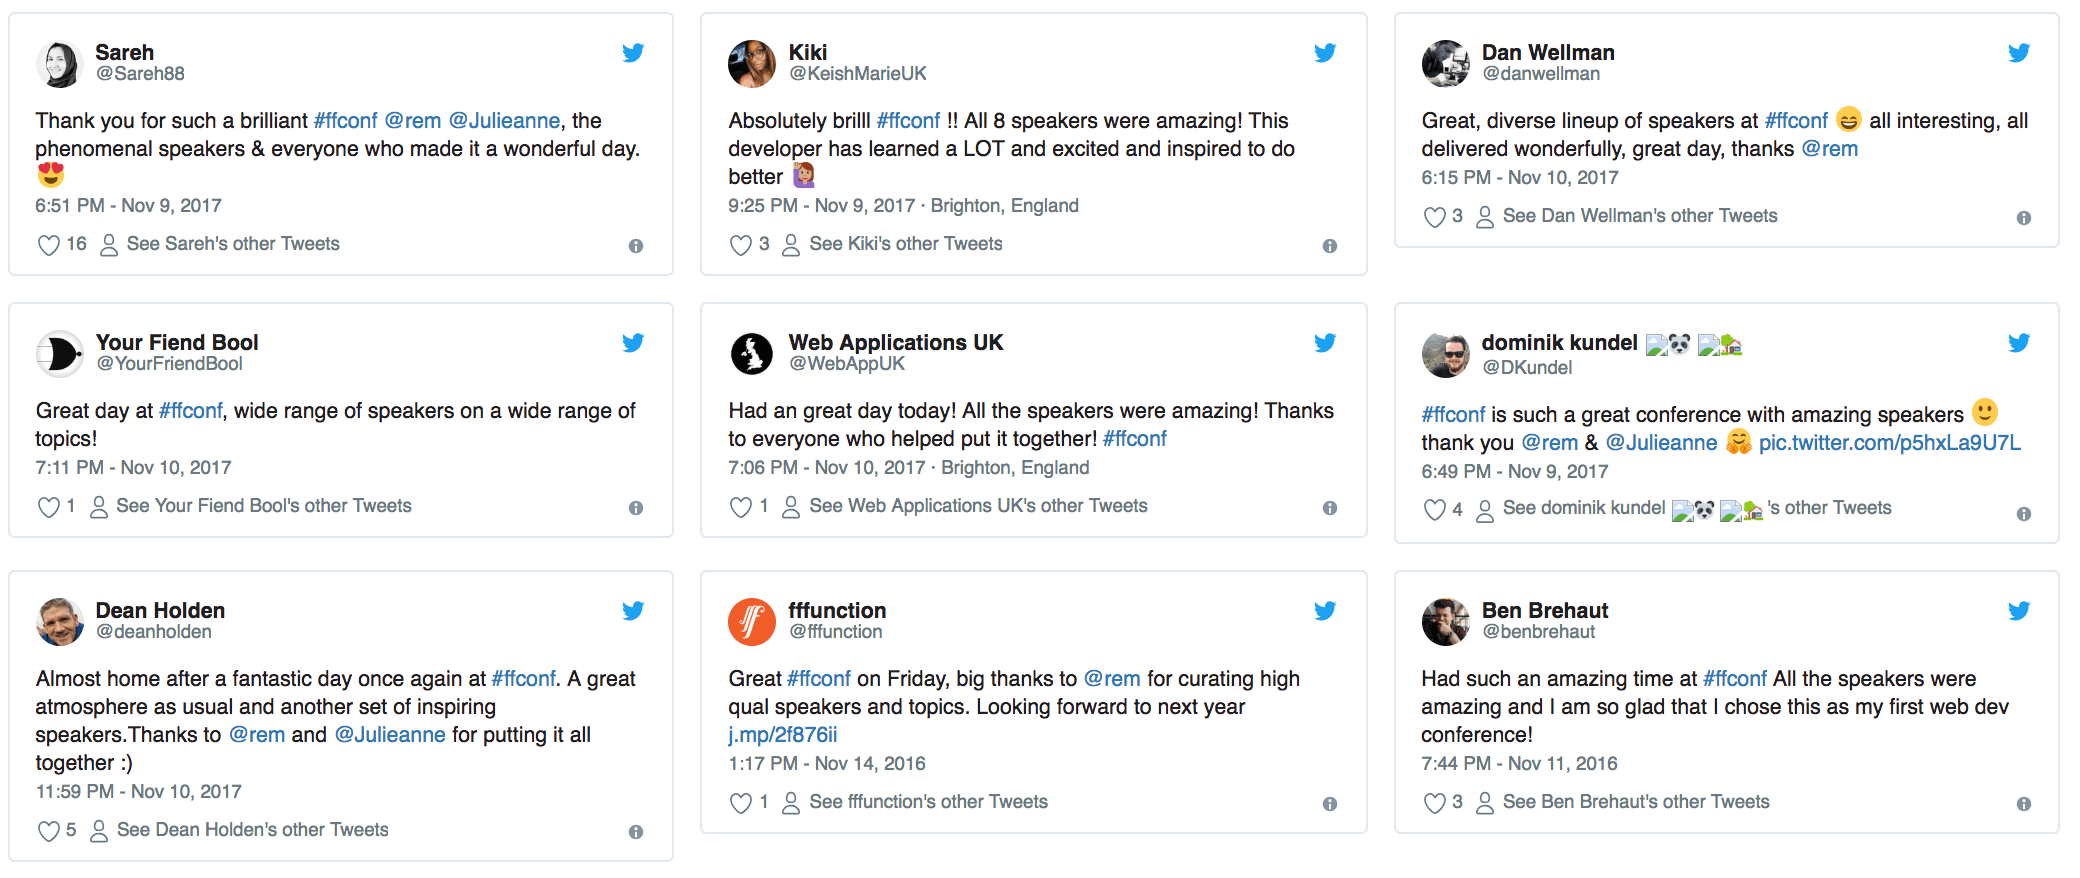 Sareh
@Sareh88
Thank you for such a brilliant #ffconf @rem @Julieanne, the
phenomenal speakers & everyone who made it a wonderful day.
😍
6:51 PM - Nov 9, 2017
16 See Sareh's other Tweets
Kiki
@KeishMarieUK
Absolutely brilll #ffconf !! All 8 speakers were amazing! This
developer has learned a LOT and excited and inspired to do
better 🙋🏽
9:25 PM - Nov 9, 2017 · Brighton, England
3 See Kiki's other Tweets
Dan Wellman
@danwellman
Great, diverse lineup of speakers at #ffconf 😄 all interesting, all
delivered wonderfully, great day, thanks @rem
6:15 PM - Nov 10, 2017
3 See Dan Wellman's other Tweets
Your Fiend Bool
@YourFriendBool
Great day at #ffconf, wide range of speakers on a wide range of
topics!
7:11 PM - Nov 10, 2017
1 See Your Fiend Bool's other Tweets
Web Applications UK
@WebAppUK
Had an great day today! All the speakers were amazing! Thanks
to everyone who helped put it together! #ffconf
7:06 PM - Nov 10, 2017 · Brighton, England
1 See Web Applications UK's other Tweets
dominik kundel 🐼 🏡
@DKundel
#ffconf is such a great conference with amazing speakers 🙂
thank you @rem & @Julieanne 🤗 pic.twitter.com/p5hxLa9U7L
6:49 PM - Nov 9, 2017
4 See dominik kundel 🐼 🏡 's other Tweets
Dean Holden
@deanholden
Almost home after a fantastic day once again at #ffconf. A great
atmosphere as usual and another set of inspiring
speakers.Thanks to @rem and @Julieanne for putting it all
together :)
11:59 PM - Nov 10, 2017
5 See Dean Holden's other Tweets
fffunction
@fffunction
Great #ffconf on Friday, big thanks to @rem for curating high
qual speakers and topics. Looking forward to next year
j.mp/2f876ii
1:17 PM - Nov 14, 2016
1 See fffunction's other Tweets
Ben Brehaut
@benbrehaut
Had such an amazing time at #ffconf All the speakers were
amazing and I am so glad that I chose this as my first web dev
conference!
7:44 PM - Nov 11, 2016
3 See Ben Brehaut's other Tweets